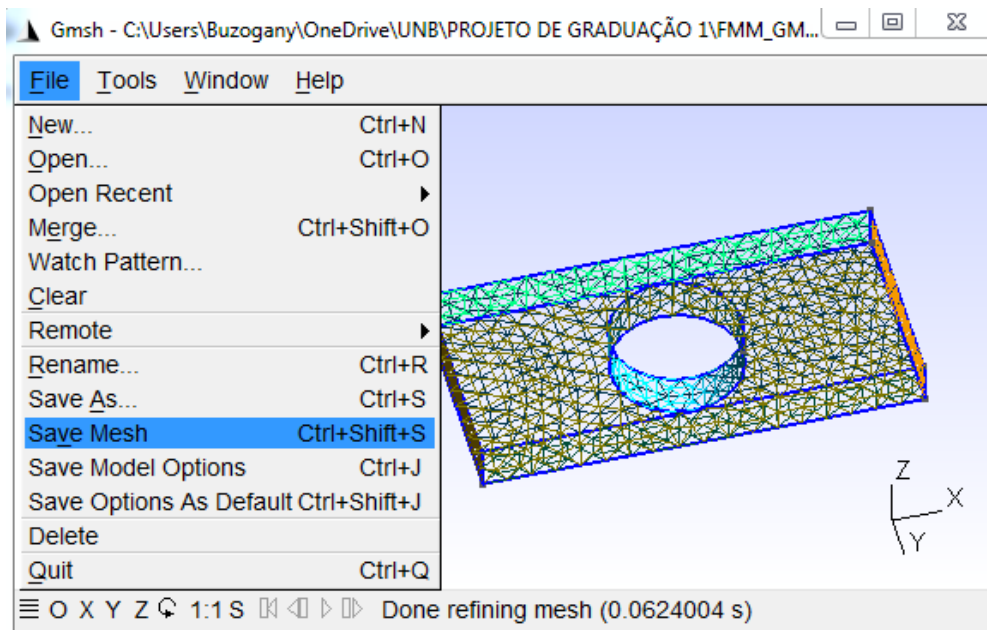 Gmsh - C:\Users\Buzogany\OneDrive\UNB\PROJETO DE GRADUAÇÃO 1\FMM_GM...
File Tools Window Help
New... Ctrl+N
Open... Ctrl+O
Open Recent
Merge... Ctrl+Shift+O
Watch Pattern...
Clear
Remote
Rename... Ctrl+R
Save As... Ctrl+S
Save Mesh Ctrl+Shift+S
Save Model Options Ctrl+J
Save Options As Default Ctrl+Shift+J
Delete
Quit Ctrl+Q
Z
X
Y
O X Y Z 1:1 S Done refining mesh (0.0624004 s)